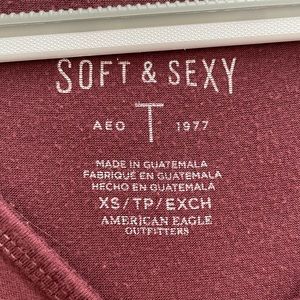 SOFT & SEXY
AEO T 1977
MADE IN GUATEMALA
FABRIQUÉ EN GUATEMALA
HECHO EN GUATEMALA
XS/TP/EXCH
AMERICAN EAGLE
OUTFITTERS